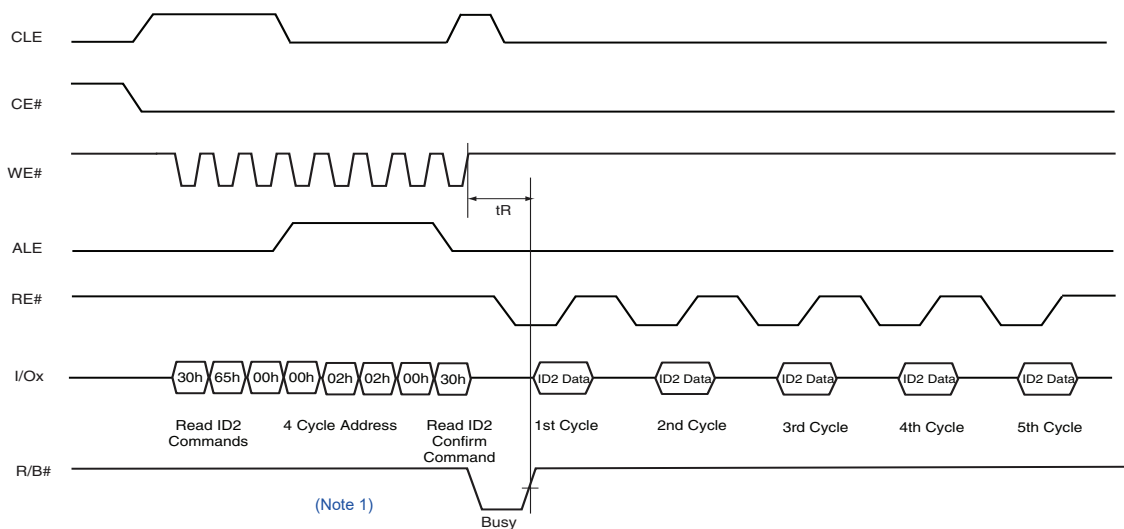 CLE
CE#
WE#
tR
ALE
RE#
I/Ox
30h 65h 00h 00h 02h 02h 00h 30h ID2 Data ID2 Data ID2 Data ID2 Data ID2 Data
Read ID2
Commands
4 Cycle Address
Read ID2
Confirm
Command
1st Cycle
2nd Cycle
3rd Cycle
4th Cycle
5th Cycle
R/B#
(Note 1)
Busy